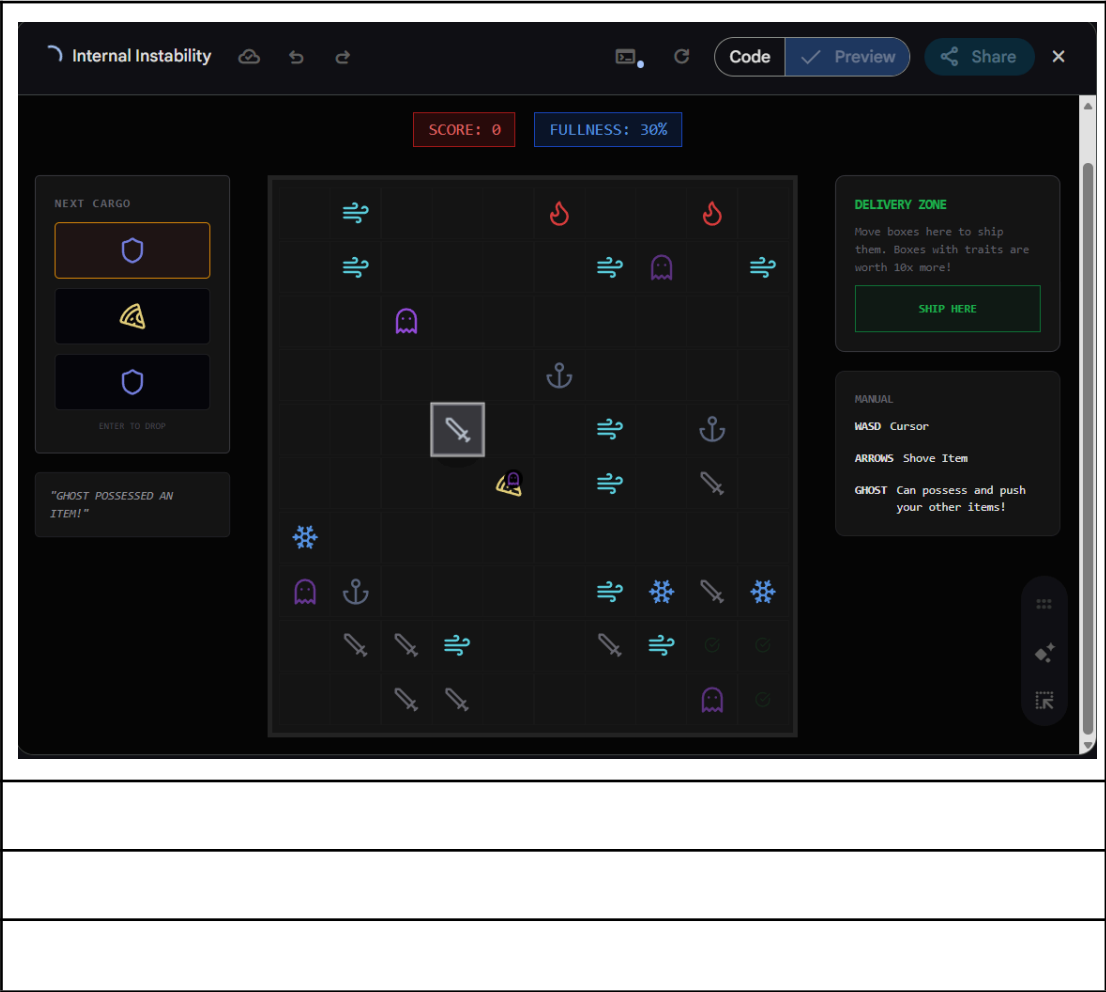 Internal Instability
Code
Preview
Share
SCORE: 0
FULLNESS: 30%
NEXT CARGO
ENTER TO DROP
"GHOST POSSESSED AN
ITEM!"
DELIVERY ZONE
Move boxes here to ship
them. Boxes with traits are
worth 10x more!
SHIP HERE
MANUAL
WASD Cursor
ARROWS Shove Item
GHOST Can possess and push
your other items!